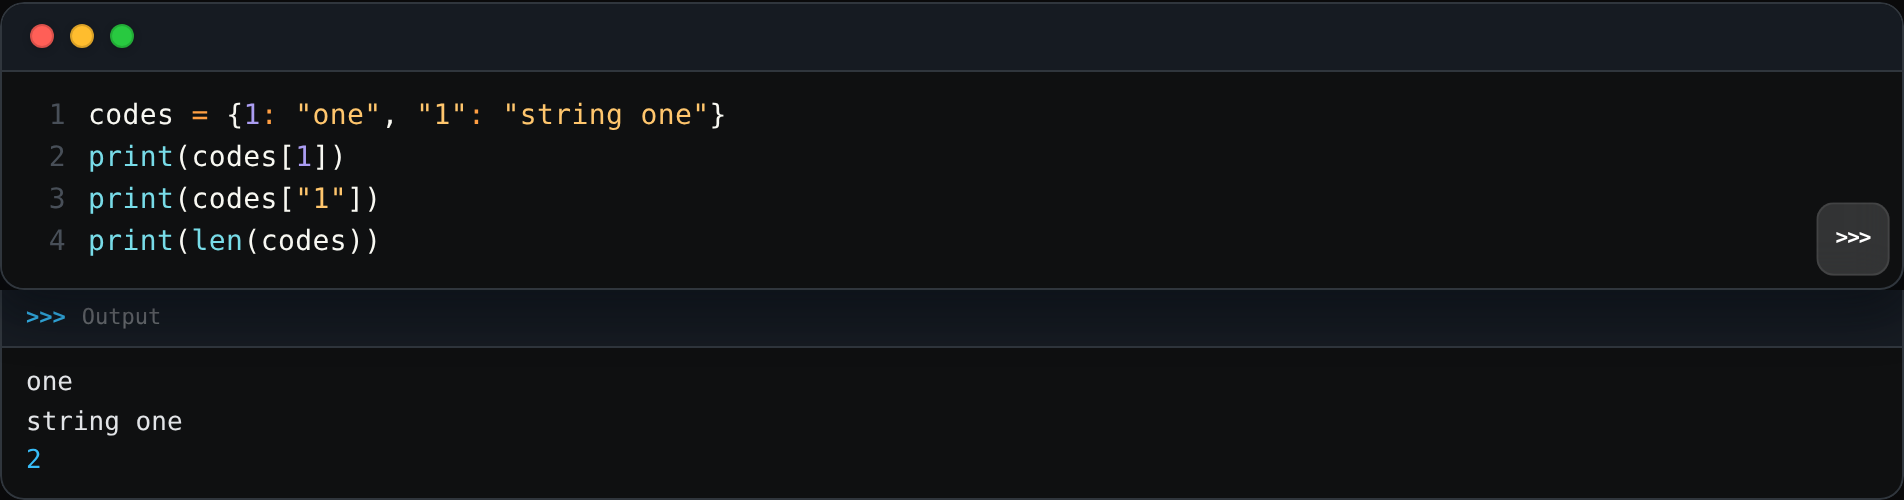 1 codes = {1: "one", "1": "string one"}
2 print(codes[1])
3 print(codes["1"])
4 print(len(codes))
>>>
>>> Output
one
string one
2